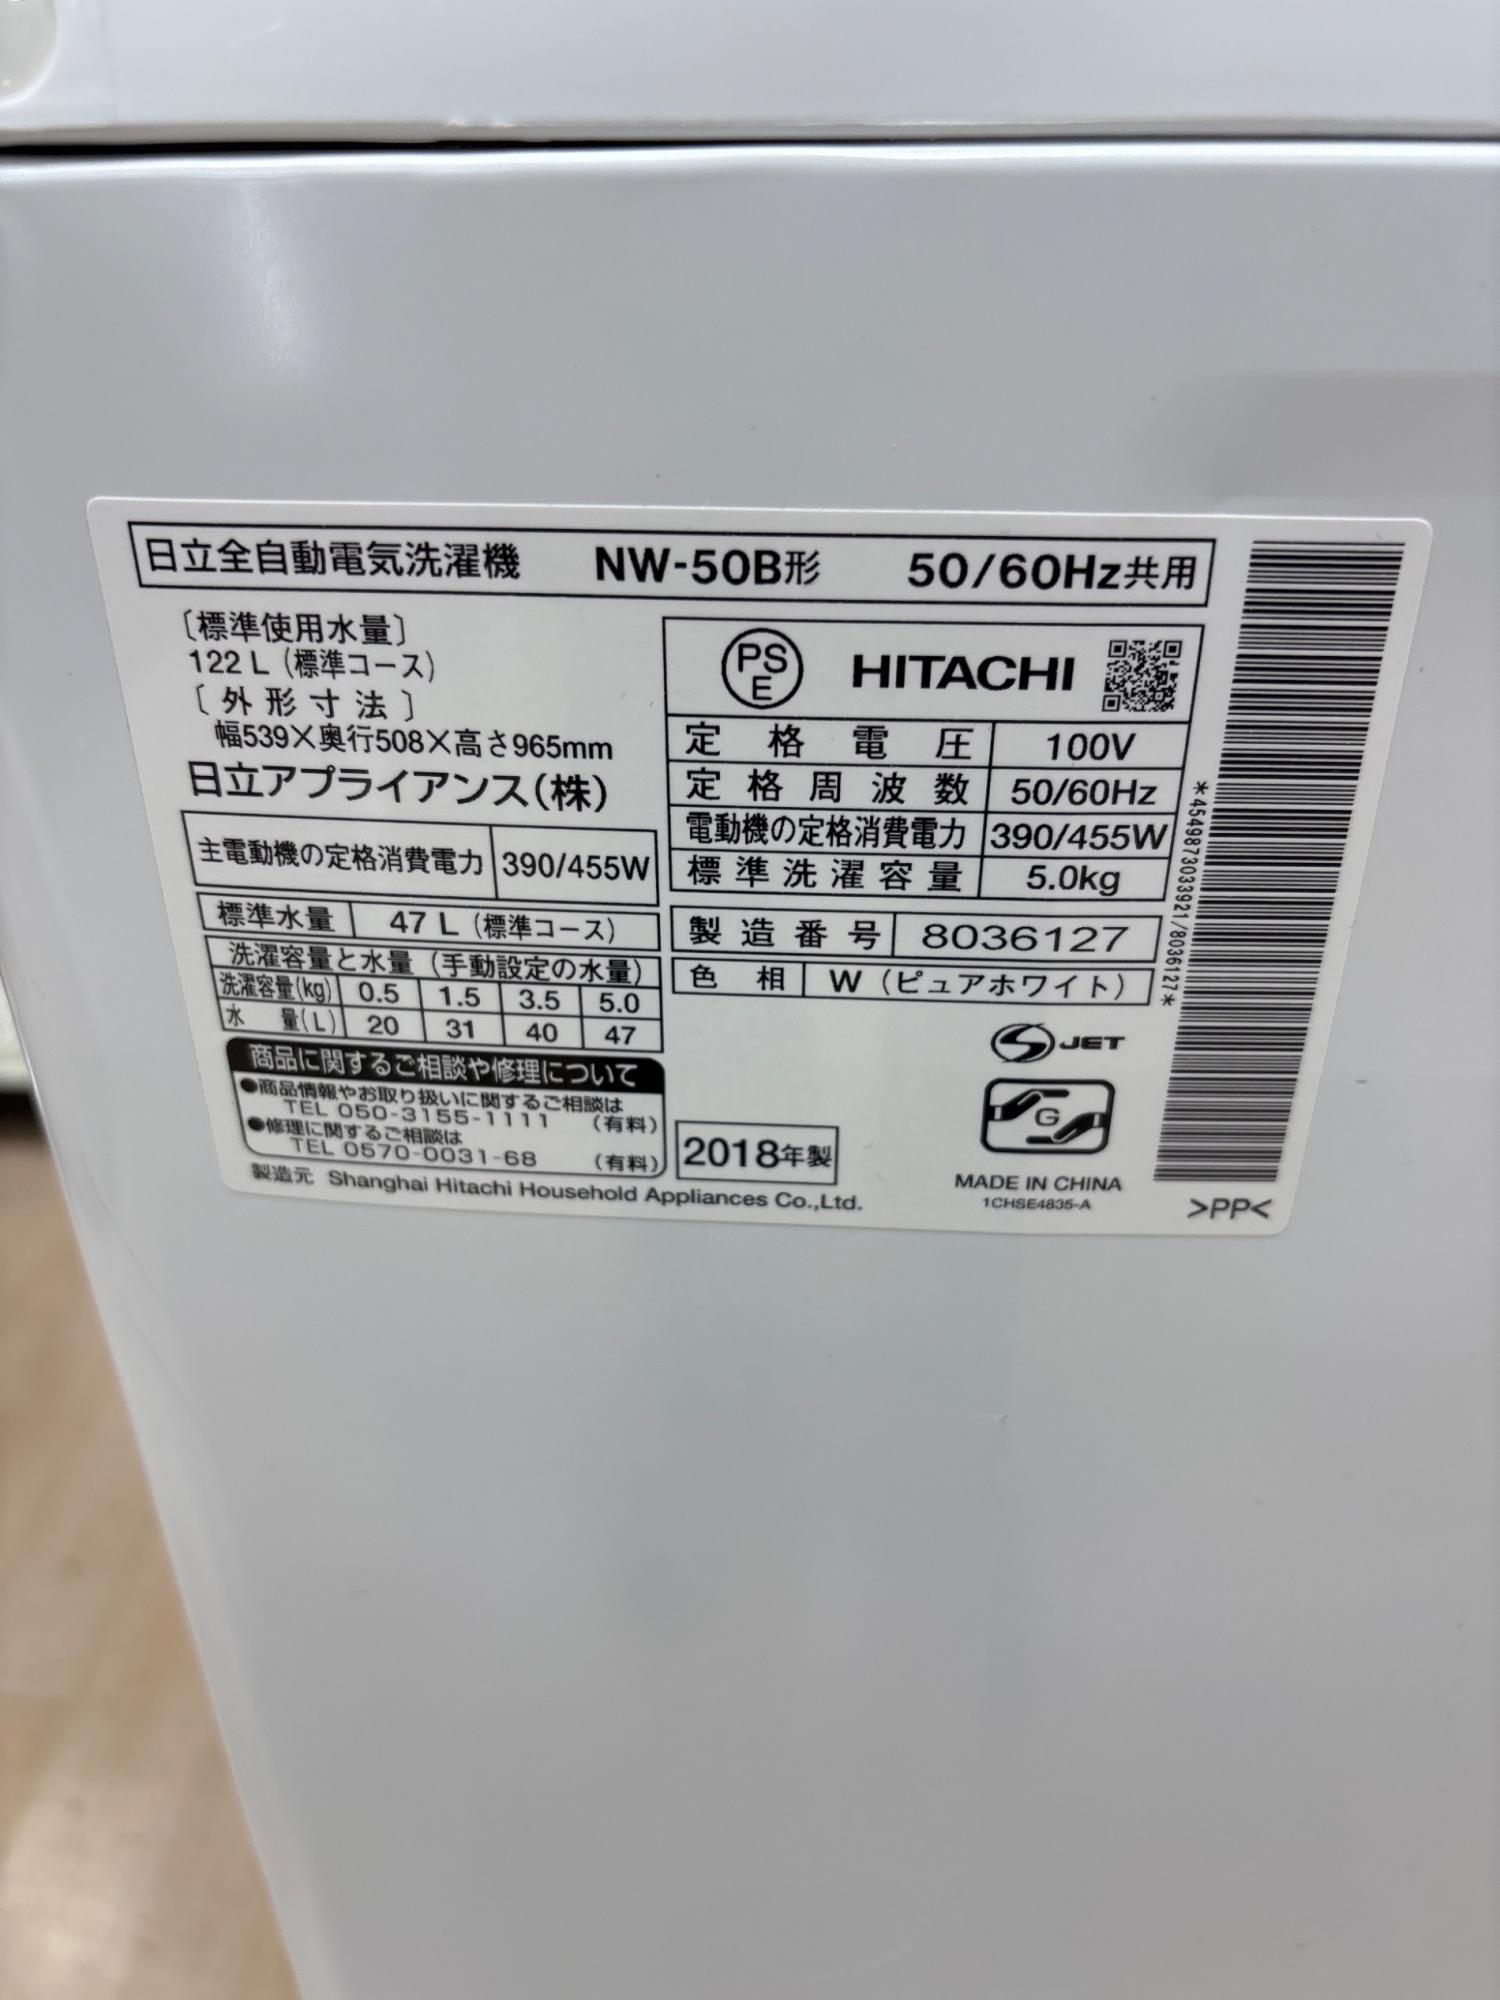 日立全自動電気洗濯機 NW-50B形 50/60Hz共用
〔標準使用水量〕
122 L (標準コース)
〔外形寸法〕
幅539×奥行508×高さ965mm
日立アプライアンス(株)
主電動機の定格消費電力 390/455W
標準水量 47 L (標準コース)
洗濯容量と水量 (手動設定の水量)
洗濯容量(kg) 0.5 1.5 3.5 5.0
水量(L) 20 31 40 47
商品に関するご相談や修理について
●商品情報やお取り扱いに関するご相談は
TEL 050-3155-1111 (有料)
●修理に関するご相談は
TEL 0570-0031-68 (有料)
製造元 Shanghai Hitachi Household Appliances Co.,Ltd.
PS E HITACHI
定格電圧 100V
定格周波数 50/60Hz
電動機の定格消費電力 390/455W
標準洗濯容量 5.0kg
製造番号 8036127
色相 W (ピュアホワイト)
S JET
G
2018年製
MADE IN CHINA
1CHSE4835-A
*4549873033921/8036127*
>PP<